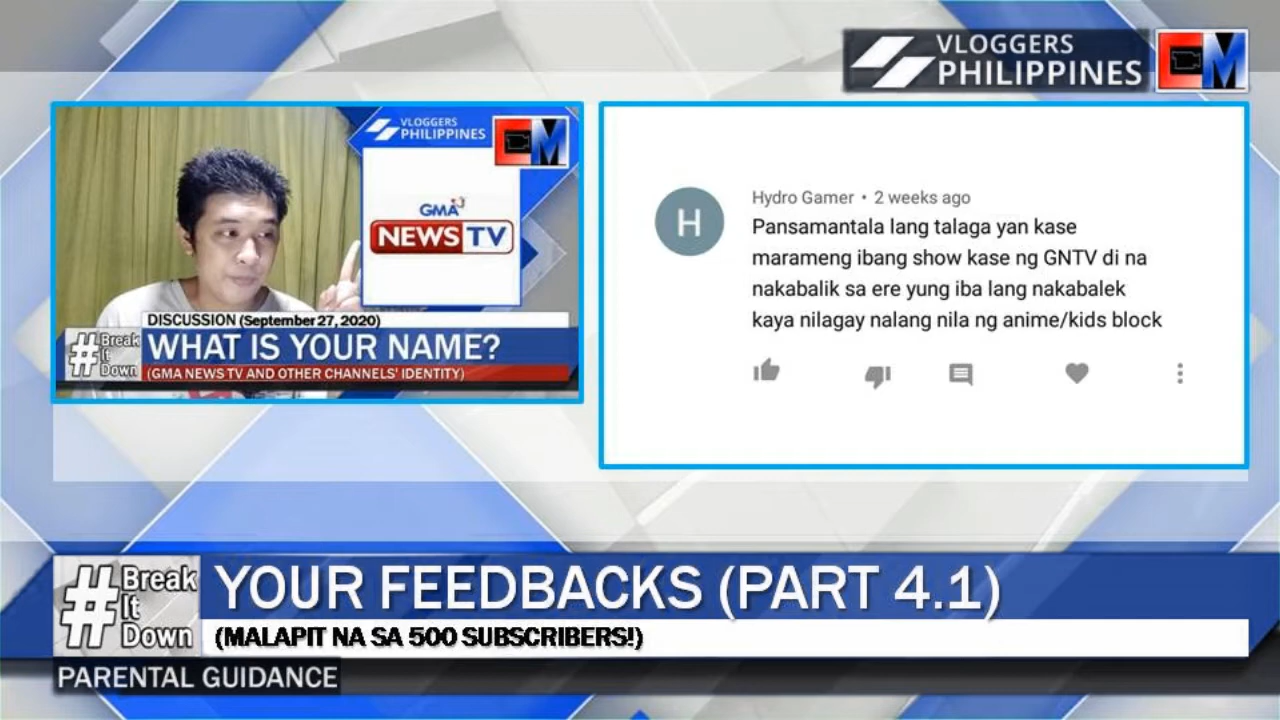 VLOGGERS
PHILIPPINES
VLOGGERS
PHILIPPINES
GMA
NEWS TV
DISCUSSION (September 27, 2020)
#Break
It
Down
WHAT IS YOUR NAME?
(GMA NEWS TV AND OTHER CHANNELS' IDENTITY)
H
Hydro Gamer • 2 weeks ago
Pansamantala lang talaga yan kase
marameng ibang show kase ng GNTV di na
nakabalik sa ere yung iba lang nakabalek
kaya nilagay nalang nila ng anime/kids block
#Break
It
Down
YOUR FEEDBACKS (PART 4.1)
(MALAPIT NA SA 500 SUBSCRIBERS!)
PARENTAL GUIDANCE